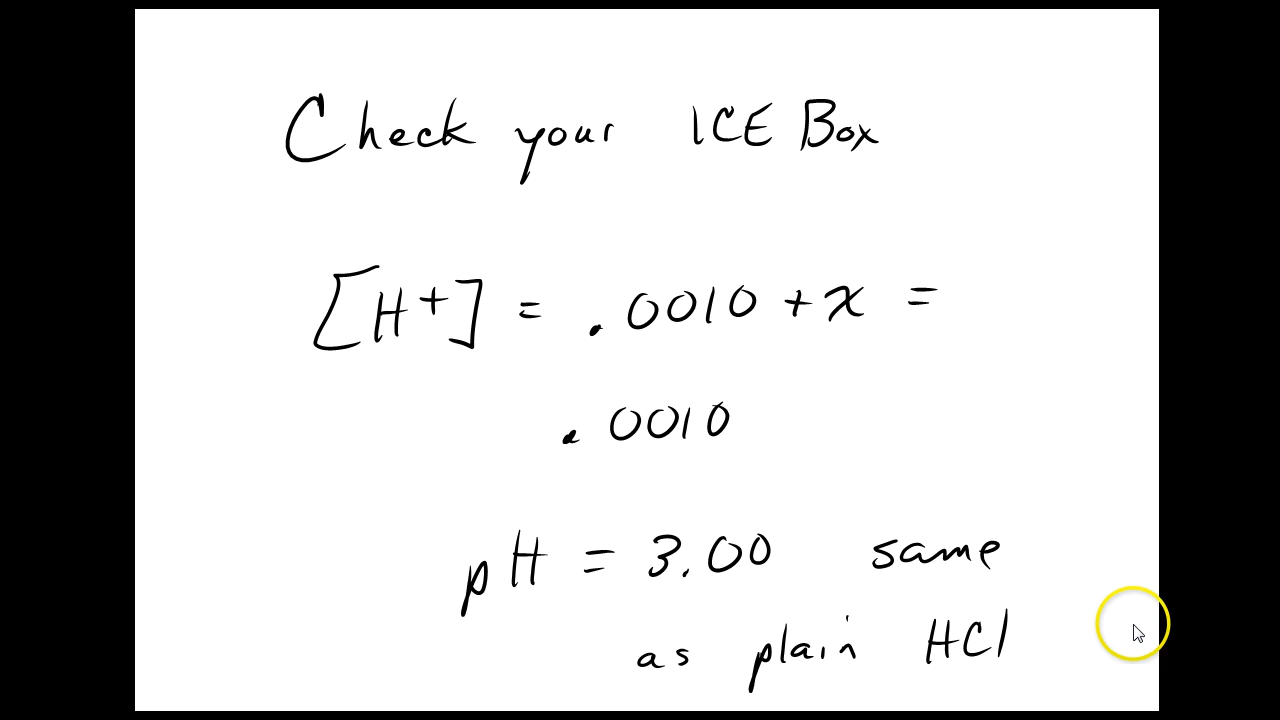 Check your ICE Box
[H+] = .0010 + x =
.0010
pH = 3.00 same
as plain HCl